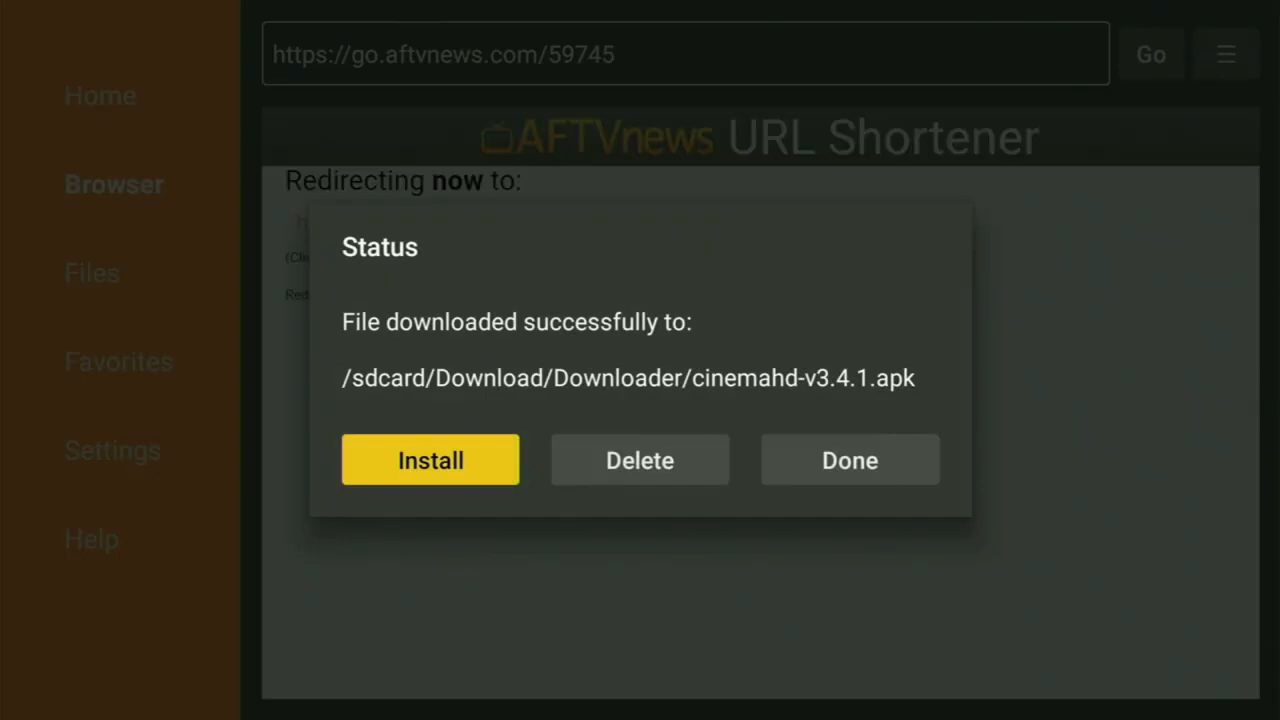 https://go.aftvnews.com/59745
Go
Home
AFTVnews URL Shortener
Browser
Redirecting now to:
Status
Files
File downloaded successfully to:
Favorites
/sdcard/Download/Downloader/cinemahd-v3.4.1.apk
Settings
Install
Delete
Done
Help